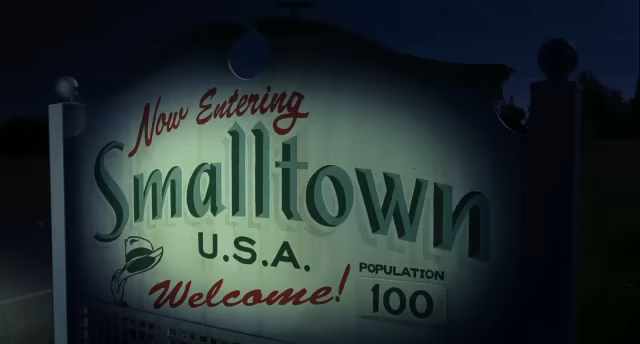 Now Entering
Smalltown
U.S.A.
Welcome!
POPULATION
100